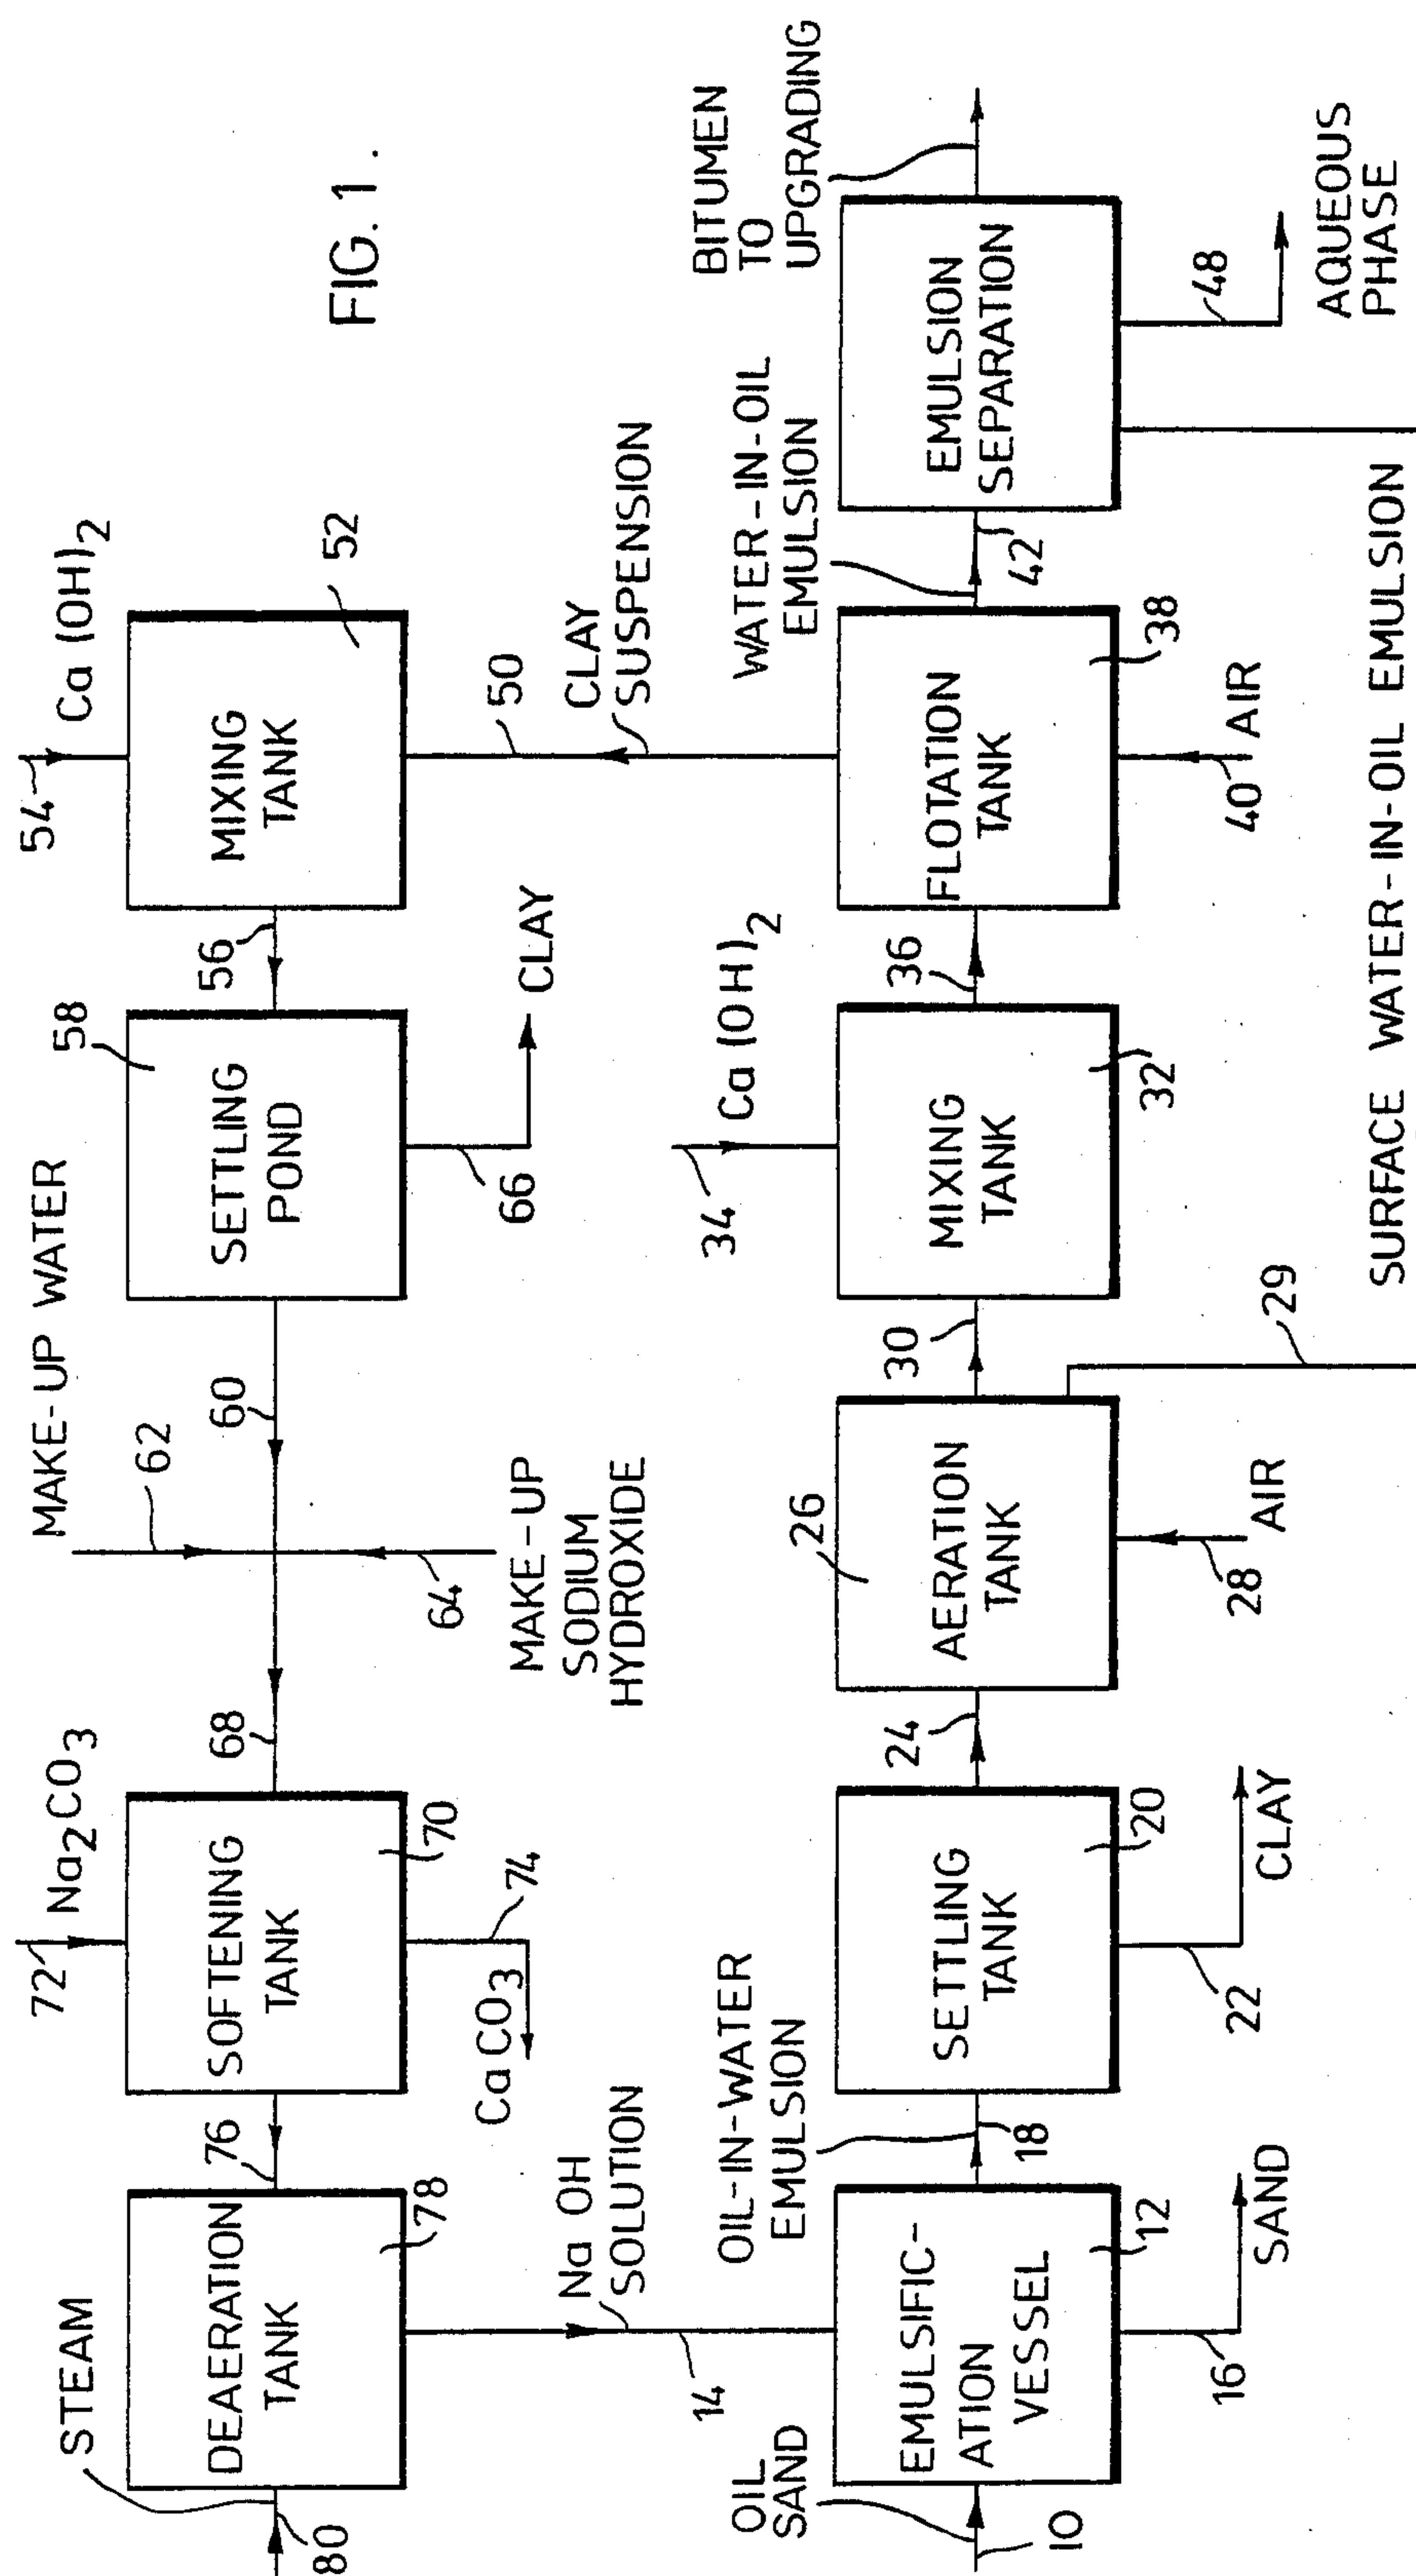 FIG. 1.
STEAM
80
DEAERATION
TANK
78
76
72
Na2CO3
SOFTENING
TANK
70
74
CaCO3
68
MAKE-UP WATER
62
64
MAKE-UP
SODIUM
HYDROXIDE
60
58
SETTLING
POND
66
CLAY
56
54
Ca(OH)2
MIXING
TANK
52
50
CLAY
SUSPENSION
NaOH
SOLUTION
14
OIL
SAND
10
EMULSIFIC-
ATION
VESSEL
12
16
SAND
OIL-IN-WATER
EMULSION
18
SETTLING
TANK
20
22
CLAY
24
26
AERATION
TANK
28
AIR
29
30
34
Ca(OH)2
MIXING
TANK
32
36
FLOTATION
TANK
38
40
AIR
WATER-IN-OIL
EMULSION
42
EMULSION
SEPARATION
BITUMEN
TO
UPGRADING
48
AQUEOUS
PHASE
SURFACE WATER-IN-OIL EMULSION